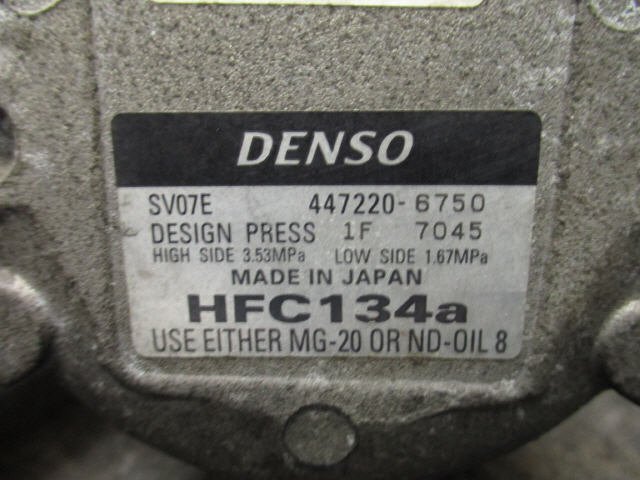 DENSO
SV07E 447220-6750
DESIGN PRESS 1F 7045
HIGH SIDE 3.53MPa LOW SIDE 1.67MPa
MADE IN JAPAN
HFC134a
USE EITHER MG-20 OR ND-OIL 8